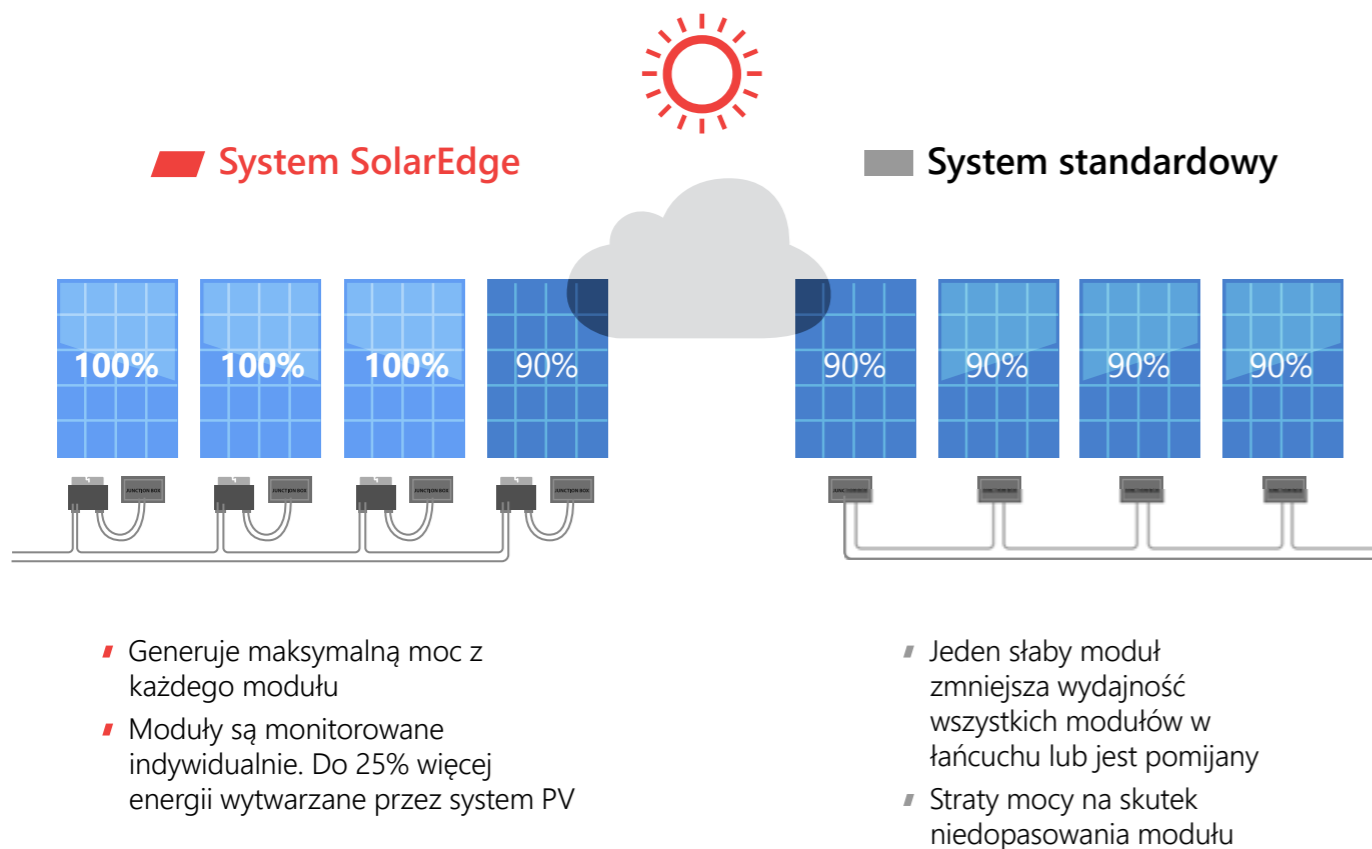 System SolarEdge
System standardowy
100%
100%
100%
90%
90%
90%
90%
90%
JUNCTION BOX
JUNCTION BOX
JUNCTION BOX
JUNCTION BOX
Generuje maksymalną moc z
każdego modułu
Moduły są monitorowane
indywidualnie. Do 25% więcej
energii wytwarzane przez system PV
Jeden słaby moduł
zmniejsza wydajność
wszystkich modułów w
łańcuchu lub jest pomijany
Straty mocy na skutek
niedopasowania modułu